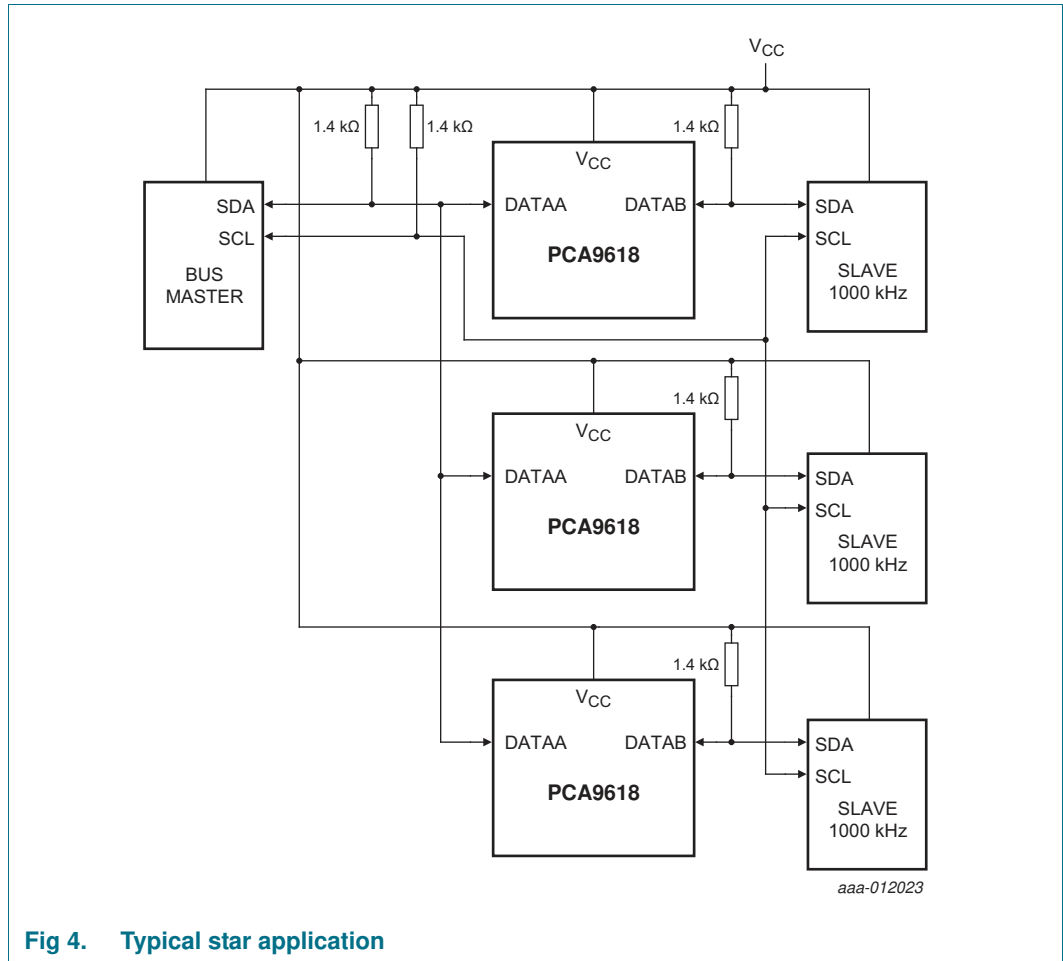 VCC
1.4 kΩ
1.4 kΩ
1.4 kΩ
VCC
SDA
SCL
BUS
MASTER
DATAA
DATAB
PCA9618
SDA
SCL
SLAVE
1000 kHz
1.4 kΩ
VCC
DATAA
DATAB
PCA9618
SDA
SCL
SLAVE
1000 kHz
1.4 kΩ
VCC
DATAA
DATAB
PCA9618
SDA
SCL
SLAVE
1000 kHz
aaa-012023
Fig 4. Typical star application